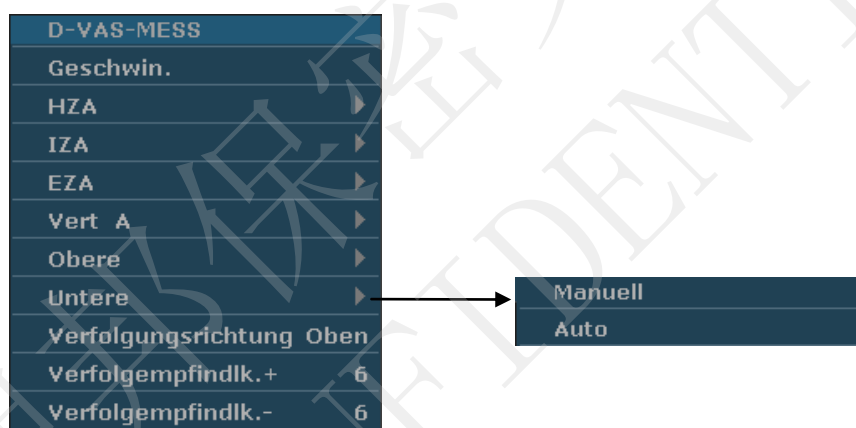 D-VAS-MESS
Geschwin.
HZA
IZA
EZA
Vert A
Obere
Untere
Verfolgungsrichtung Oben
Verfolgempfindlk.+ 6
Verfolgempfindlk.- 6
Manuell
Auto